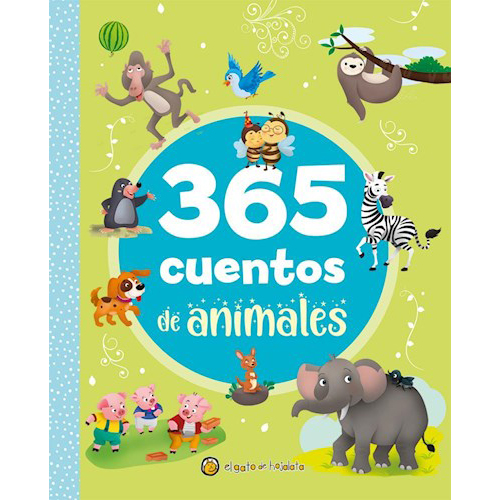 365
cuentos
de animales
el gato de hojalata